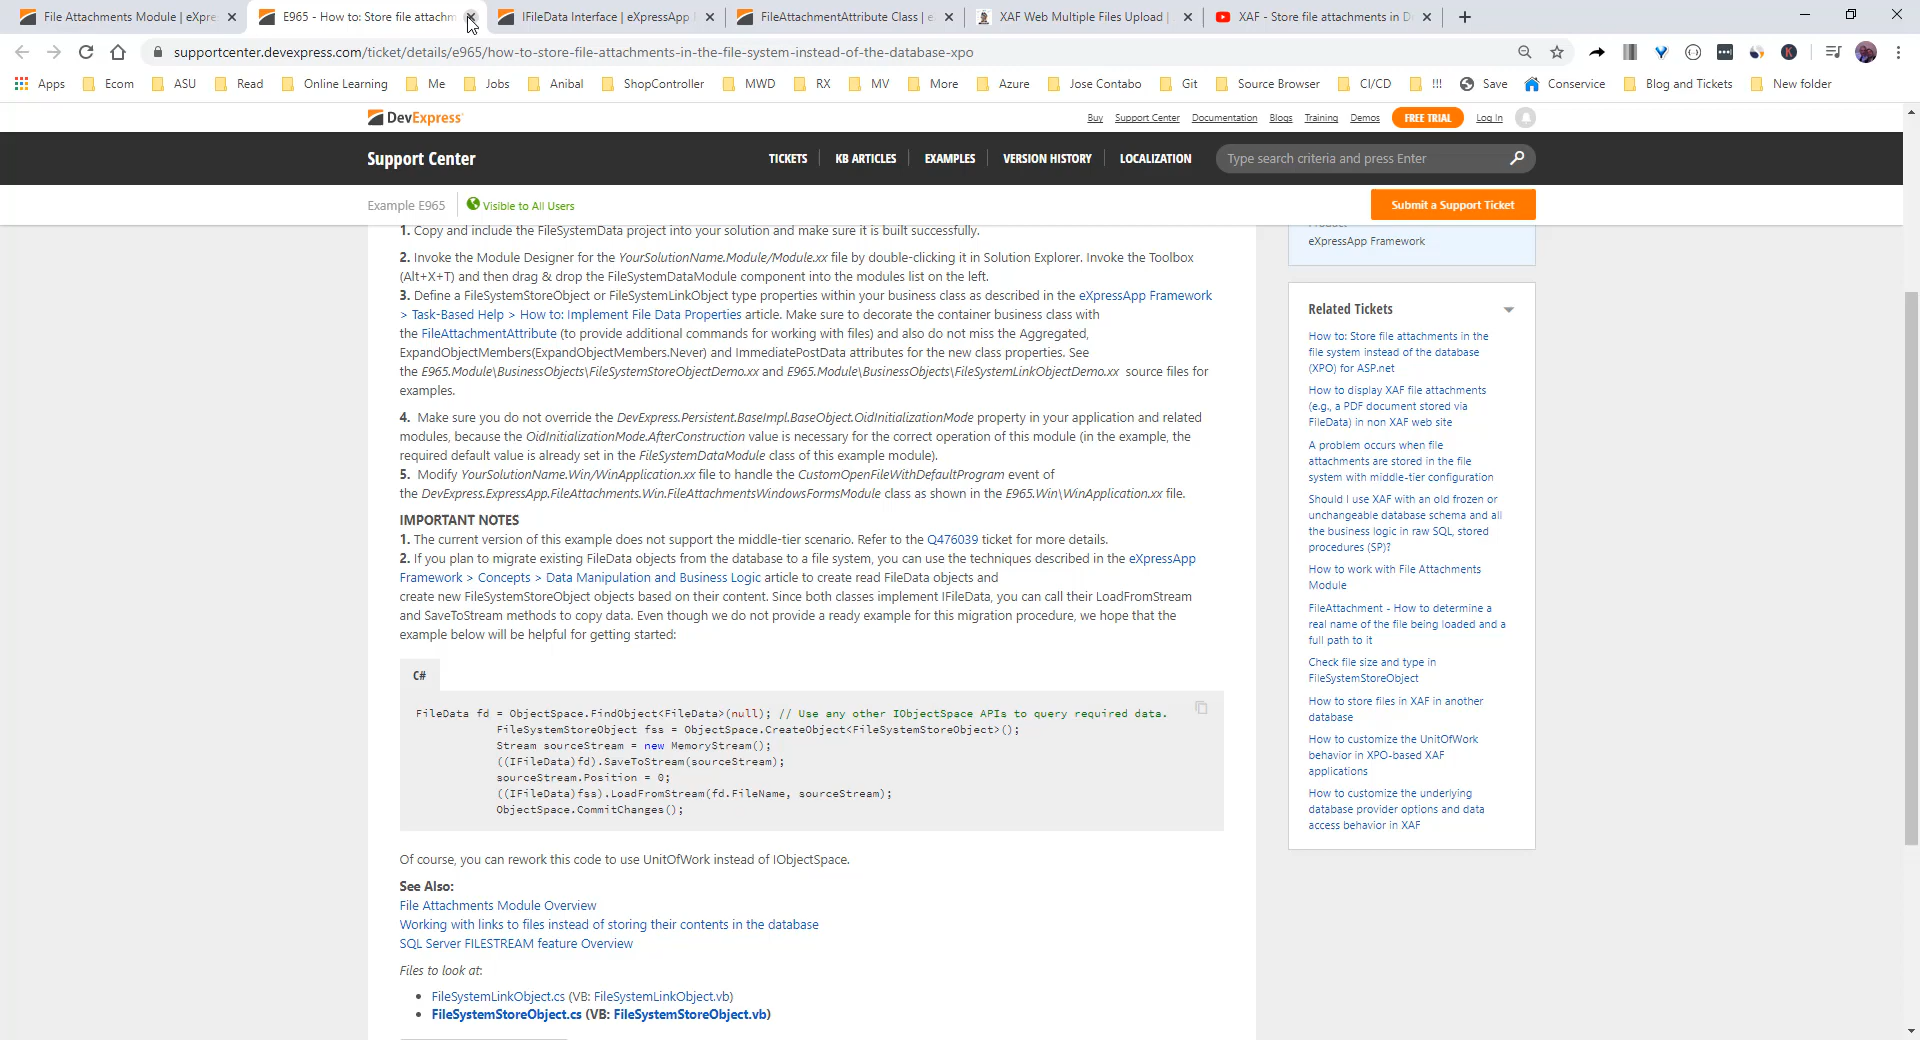 File Attachments Module | eXpre
E965 - How to: Store file attachm
IFileData Interface | eXpressApp
FileAttachmentAttribute Class | e
XAF Web Multiple Files Upload |
XAF - Store file attachments in D
supportcenter.devexpress.com/ticket/details/e965/how-to-store-file-attachments-in-the-file-system-instead-of-the-database-xpo
Apps Ecom ASU Read Online Learning Me Jobs Anibal ShopController MWD RX MV More Azure Jose Contabo Git Source Browser CI/CD !!! Save Conservice Blog and Tickets New folder
DevExpress
Buy Support Center Documentation Blogs Training Demos FREE TRIAL Log In
Support Center
TICKETS KB ARTICLES EXAMPLES VERSION HISTORY LOCALIZATION
Type search criteria and press Enter
Example E965 Visible to All Users
Submit a Support Ticket
1. Copy and include the FileSystemData project into your solution and make sure it is built successfully.
2. Invoke the Module Designer for the YourSolutionName.Module/Module.xx file by double-clicking it in Solution Explorer. Invoke the Toolbox
(Alt+X+T) and then drag & drop the FileSystemDataModule component into the modules list on the left.
3. Define a FileSystemStoreObject or FileSystemLinkObject type properties within your business class as described in the eXpressApp Framework
> Task-Based Help > How to: Implement File Data Properties article. Make sure to decorate the container business class with
the FileAttachmentAttribute (to provide additional commands for working with files) and also do not miss the Aggregated,
ExpandObjectMembers(ExpandObjectMembers.Never) and ImmediatePostData attributes for the new class properties. See
the E965.Module\BusinessObjects\FileSystemStoreObjectDemo.xx and E965.Module\BusinessObjects\FileSystemLinkObjectDemo.xx source files for
examples.
4. Make sure you do not override the DevExpress.Persistent.BaseImpl.BaseObject.OidInitializationMode property in your application and related
modules, because the OidInitializationMode.AfterConstruction value is necessary for the correct operation of this module (in the example, the
required default value is already set in the FileSystemDataModule class of this example module).
5. Modify YourSolutionName.Win/WinApplication.xx file to handle the CustomOpenFileWithDefaultProgram event of
the DevExpress.ExpressApp.FileAttachments.Win.FileAttachmentsWindowsFormsModule class as shown in the E965.Win\WinApplication.xx file.
IMPORTANT NOTES
1. The current version of this example does not support the middle-tier scenario. Refer to the Q476039 ticket for more details.
2. If you plan to migrate existing FileData objects from the database to a file system, you can use the techniques described in the eXpressApp
Framework > Concepts > Data Manipulation and Business Logic article to create read FileData objects and
create new FileSystemStoreObject objects based on their content. Since both classes implement IFileData, you can call their LoadFromStream
and SaveToStream methods to copy data. Even though we do not provide a ready example for this migration procedure, we hope that the
example below will be helpful for getting started:
C#
FileData fd = ObjectSpace.FindObject<FileData>(null); // Use any other IObjectSpace APIs to query required data.
FileSystemStoreObject fss = ObjectSpace.CreateObject<FileSystemStoreObject>();
Stream sourceStream = new MemoryStream();
((IFileData)fd).SaveToStream(sourceStream);
sourceStream.Position = 0;
((IFileData)fss).LoadFromStream(fd.FileName, sourceStream);
ObjectSpace.CommitChanges();
Of course, you can rework this code to use UnitOfWork instead of IObjectSpace.
See Also:
File Attachments Module Overview
Working with links to files instead of storing their contents in the database
SQL Server FILESTREAM feature Overview
Files to look at:
• FileSystemLinkObject.cs (VB: FileSystemLinkObject.vb)
• FileSystemStoreObject.cs (VB: FileSystemStoreObject.vb)
eXpressApp Framework
Related Tickets
How to: Store file attachments in the
file system instead of the database
(XPO) for ASP.net
How to display XAF file attachments
(e.g., a PDF document stored via
FileData) in non XAF web site
A problem occurs when file
attachments are stored in the file
system with middle-tier configuration
Should I use XAF with an old frozen or
unchangeable database schema and all
the business logic in raw SQL, stored
procedures (SP)?
How to work with File Attachments
Module
FileAttachment - How to determine a
real name of the file being loaded and a
full path to it
Check file size and type in
FileSystemStoreObject
How to store files in XAF in another
database
How to customize the UnitOfWork
behavior in XPO-based XAF
applications
How to customize the underlying
database provider options and data
access behavior in XAF